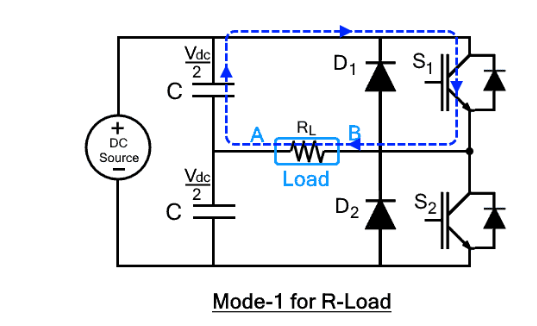 Vdc
2
C
D1
S1
+
DC
Source
−
A
RL
B
Load
Vdc
2
C
D2
S2
Mode-1 for R-Load